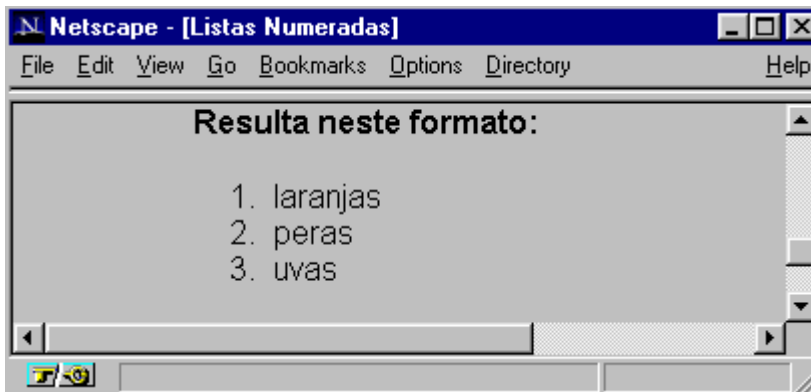 Netscape - [Listas Numeradas]
File Edit View Go Bookmarks Options Directory Help
Resulta neste formato:
1. laranjas
2. peras
3. uvas